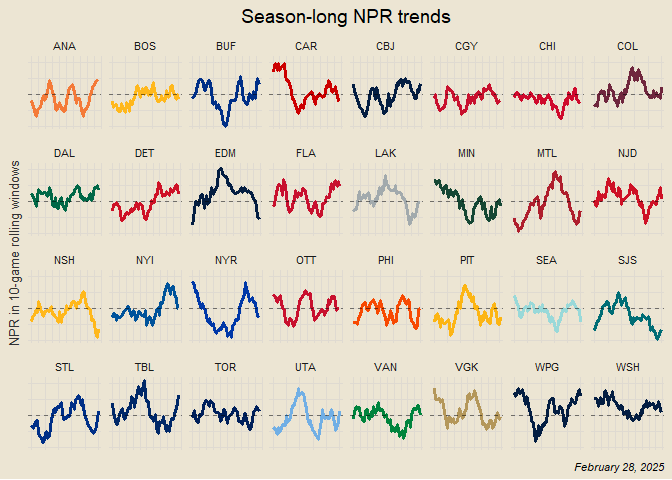 Season-long NPR trends
ANA BOS BUF CAR CBJ CGY CHI COL
DAL DET EDM FLA LAK MIN MTL NJD
NSH NYI NYR OTT PHI PIT SEA SJS
STL TBL TOR UTA VAN VGK WPG WSH
NPR in 10-game rolling windows
February 28, 2025